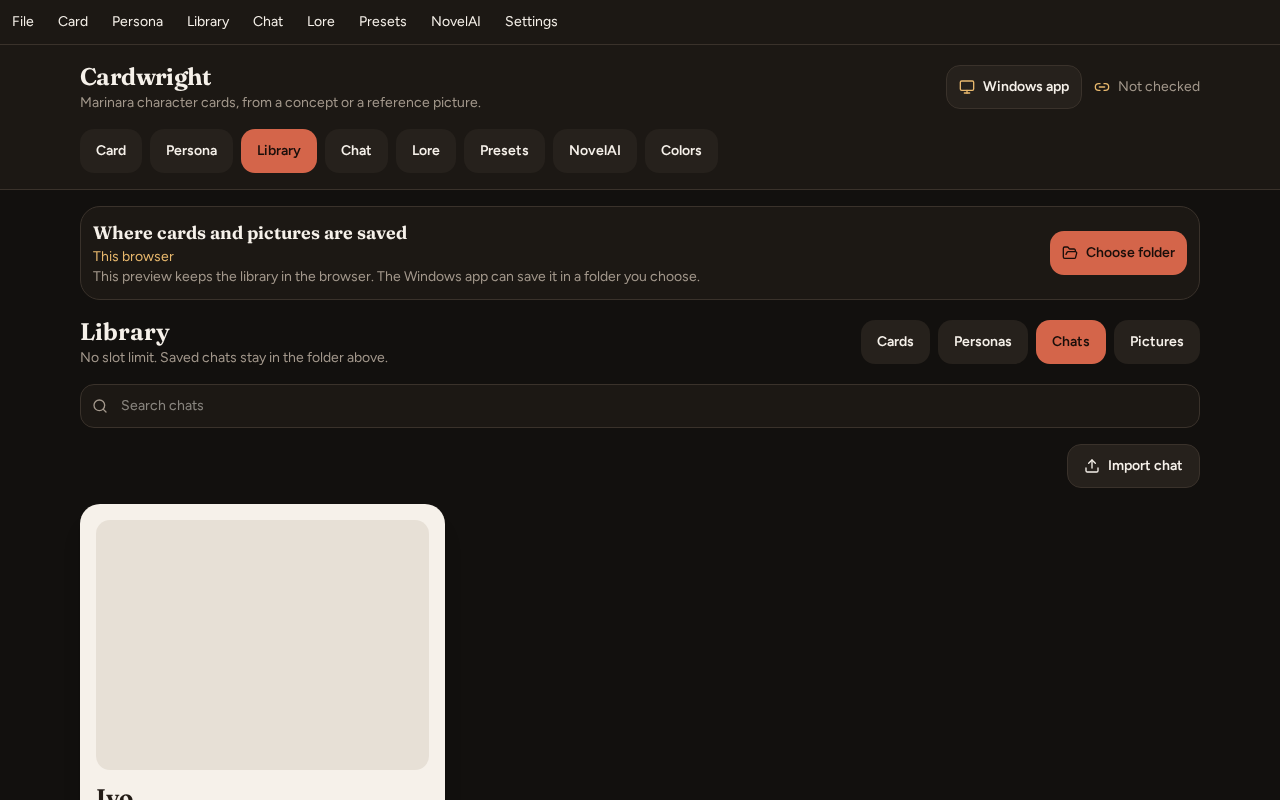 File Card Persona Library Chat Lore Presets NovelAI Settings
Cardwright
Marinara character cards, from a concept or a reference picture.
Windows app
Not checked
Card Persona Library Chat Lore Presets NovelAI Colors
Where cards and pictures are saved
This browser
This preview keeps the library in the browser. The Windows app can save it in a folder you choose.
Choose folder
Library
No slot limit. Saved chats stay in the folder above.
Cards Personas Chats Pictures
Search chats
Import chat
Ivo